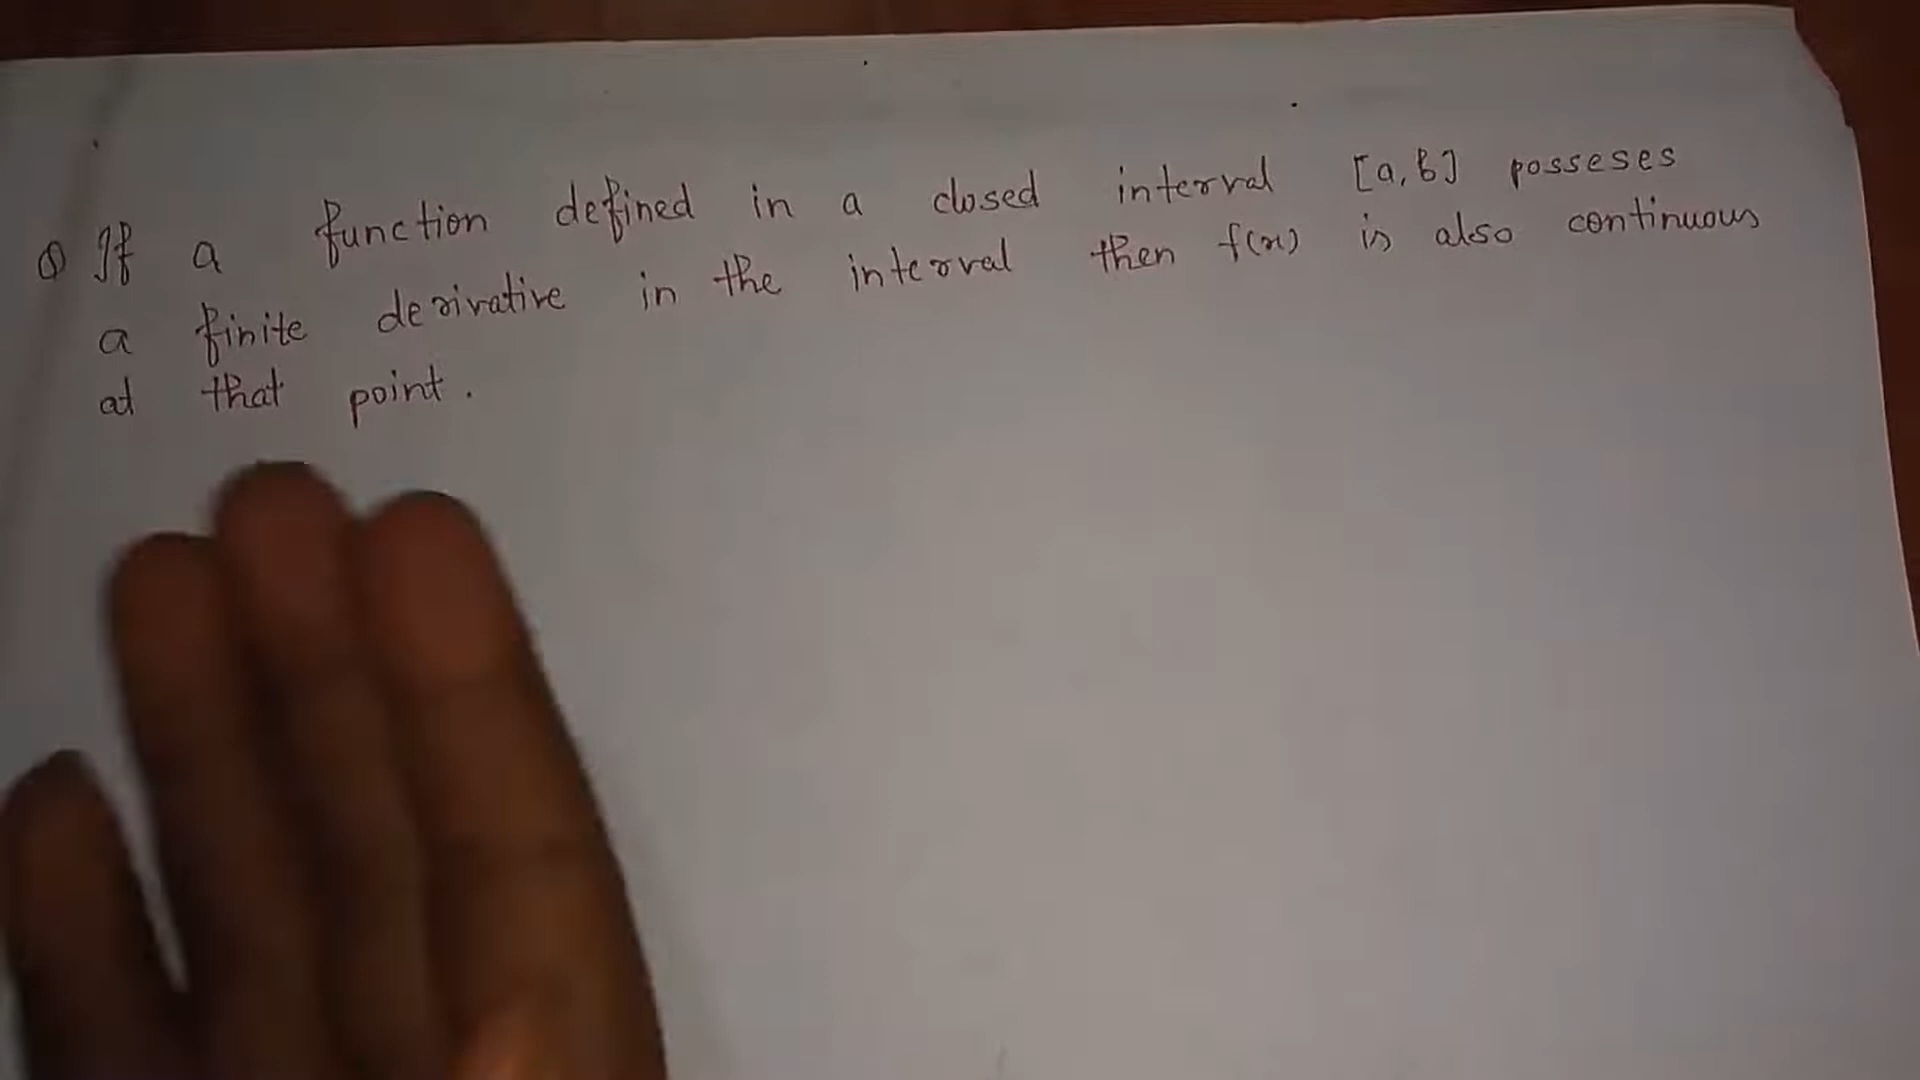 Q If a function defined in a closed interval [a,b] posseses
a finite derivative in the interval then f(x) is also continuous
at that point.